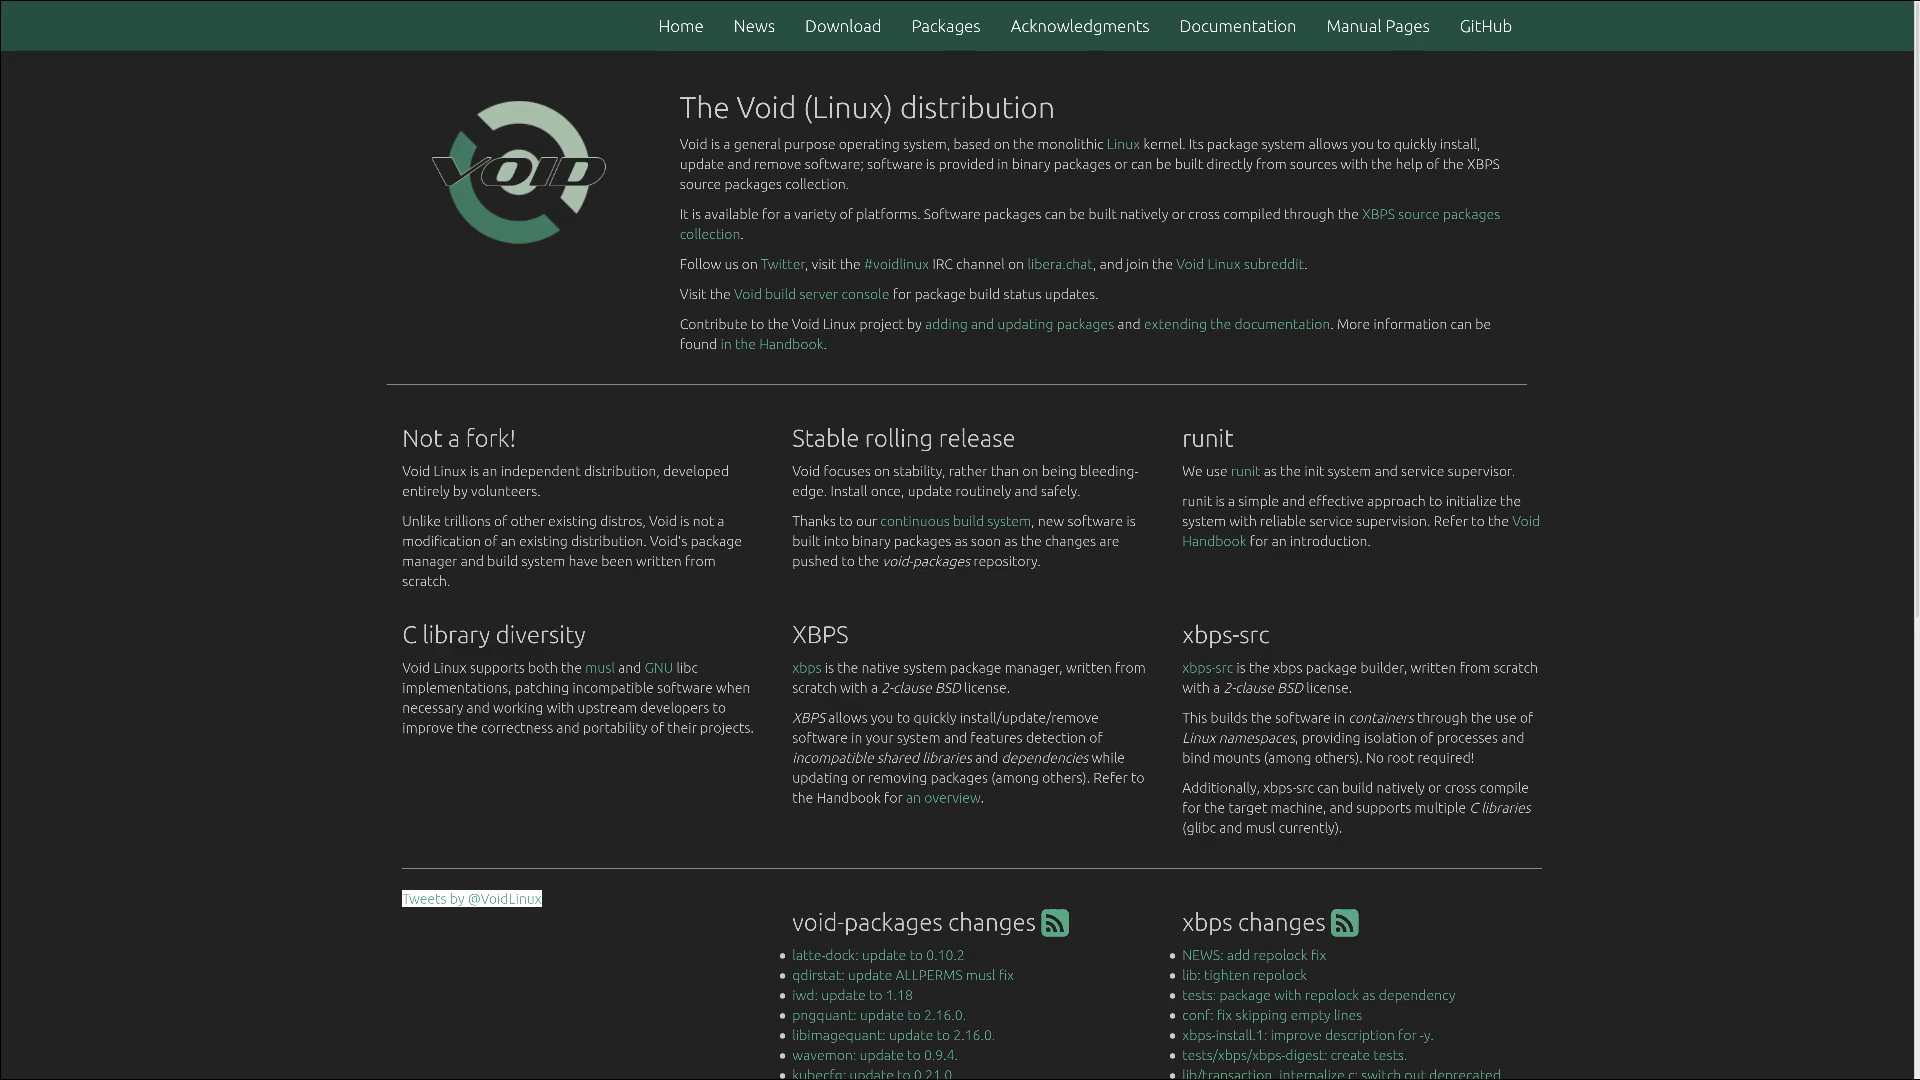 Home News Download Packages Acknowledgments Documentation Manual Pages GitHub
VOID
The Void (Linux) distribution
Void is a general purpose operating system, based on the monolithic Linux kernel. Its package system allows you to quickly install,
update and remove software; software is provided in binary packages or can be built directly from sources with the help of the XBPS
source packages collection.
It is available for a variety of platforms. Software packages can be built natively or cross compiled through the XBPS source packages
collection.
Follow us on Twitter, visit the #voidlinux IRC channel on libera.chat, and join the Void Linux subreddit.
Visit the Void build server console for package build status updates.
Contribute to the Void Linux project by adding and updating packages and extending the documentation. More information can be
found in the Handbook.
Not a fork!
Void Linux is an independent distribution, developed
entirely by volunteers.
Unlike trillions of other existing distros, Void is not a
modification of an existing distribution. Void's package
manager and build system have been written from
scratch.
Stable rolling release
Void focuses on stability, rather than on being bleeding-
edge. Install once, update routinely and safely.
Thanks to our continuous build system, new software is
built into binary packages as soon as the changes are
pushed to the void-packages repository.
runit
We use runit as the init system and service supervisor.
runit is a simple and effective approach to initialize the
system with reliable service supervision. Refer to the Void
Handbook for an introduction.
C library diversity
Void Linux supports both the musl and GNU libc
implementations, patching incompatible software when
necessary and working with upstream developers to
improve the correctness and portability of their projects.
XBPS
xbps is the native system package manager, written from
scratch with a 2-clause BSD license.
XBPS allows you to quickly install/update/remove
software in your system and features detection of
incompatible shared libraries and dependencies while
updating or removing packages (among others). Refer to
the Handbook for an overview.
xbps-src
xbps-src is the xbps package builder, written from scratch
with a 2-clause BSD license.
This builds the software in containers through the use of
Linux namespaces, providing isolation of processes and
bind mounts (among others). No root required!
Additionally, xbps-src can build natively or cross compile
for the target machine, and supports multiple C libraries
(glibc and musl currently).
Tweets by @VoidLinux
void-packages changes
latte-dock: update to 0.10.2
qdirstat: update ALLPERMS musl fix
iwd: update to 1.18
pngquant: update to 2.16.0.
libimagequant: update to 2.16.0.
wavemon: update to 0.9.4.
kubecfg: update to 0.21.0
xbps changes
NEWS: add repolock fix
lib: tighten repolock
tests: package with repolock as dependency
conf: fix skipping empty lines
xbps-install.1: improve description for -y.
tests/xbps/xbps-digest: create tests.
lib/transaction_internalize.c: switch out deprecated